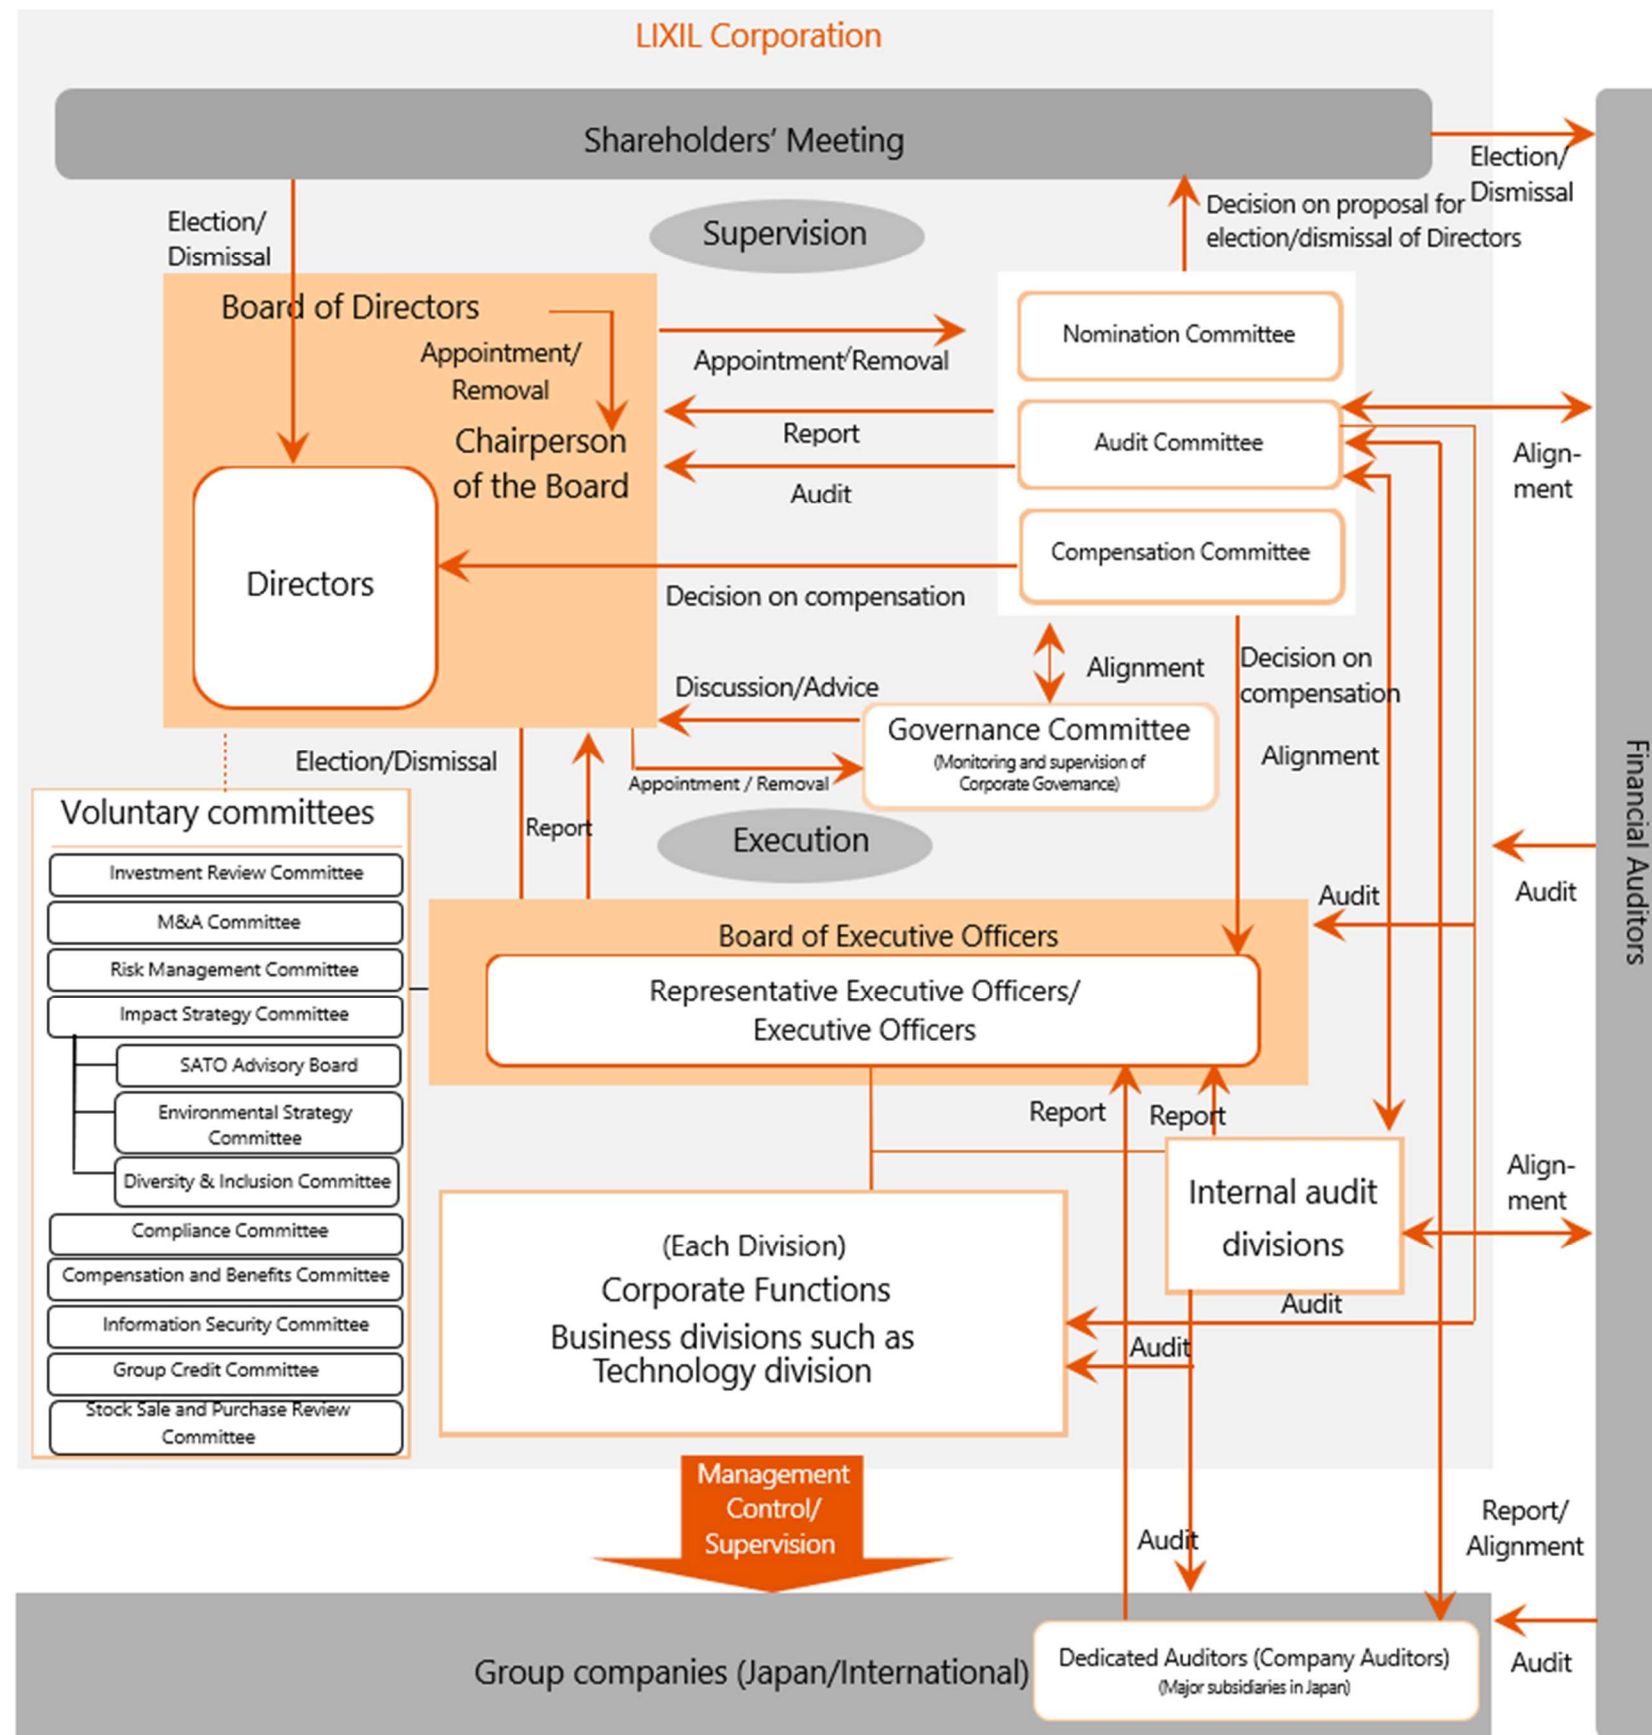 LIXIL Corporation
Shareholders’ Meeting
Election/
Dismissal
Election/
Dismissal
Supervision
Decision on proposal for
election/dismissal of Directors
Board of Directors
Appointment/
Removal
Chairperson
of the Board
Directors
Appointment/Removal
Report
Audit
Decision on compensation
Nomination Committee
Audit Committee
Compensation Committee
Align-
ment
Alignment
Decision on
compensation
Alignment
Discussion/Advice
Governance Committee
(Monitoring and supervision of
Corporate Governance)
Appointment / Removal
Election/Dismissal
Report
Execution
Voluntary committees
Investment Review Committee
M&A Committee
Risk Management Committee
Impact Strategy Committee
SATO Advisory Board
Environmental Strategy
Committee
Diversity & Inclusion Committee
Compliance Committee
Compensation and Benefits Committee
Information Security Committee
Group Credit Committee
Stock Sale and Purchase Review
Committee
Board of Executive Officers
Representative Executive Officers/
Executive Officers
Audit
Audit
Financial Auditors
Report
Report
Internal audit
divisions
Align-
ment
(Each Division)
Corporate Functions
Business divisions such as
Technology division
Audit
Audit
Management
Control/
Supervision
Audit
Report/
Alignment
Group companies (Japan/International)
Dedicated Auditors (Company Auditors)
(Major subsidiaries in Japan)
Audit